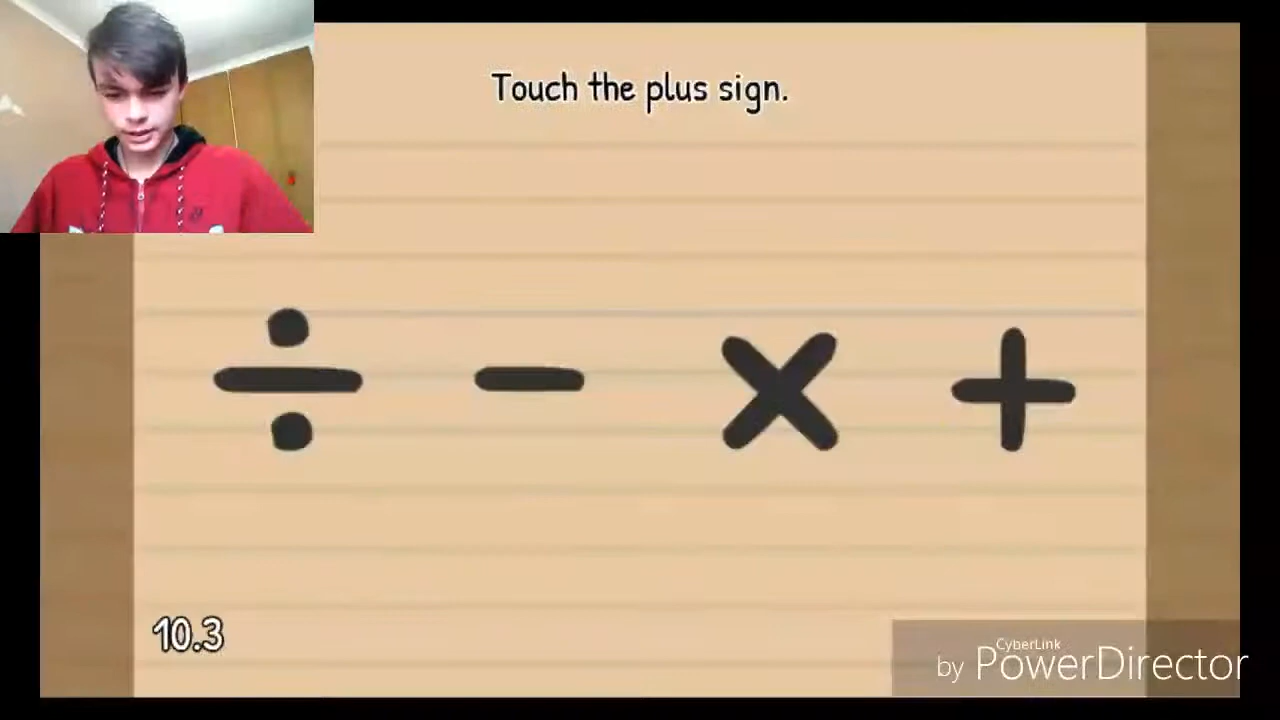 Touch the plus sign.
÷ - × +
10.3
CyberLink
by PowerDirector